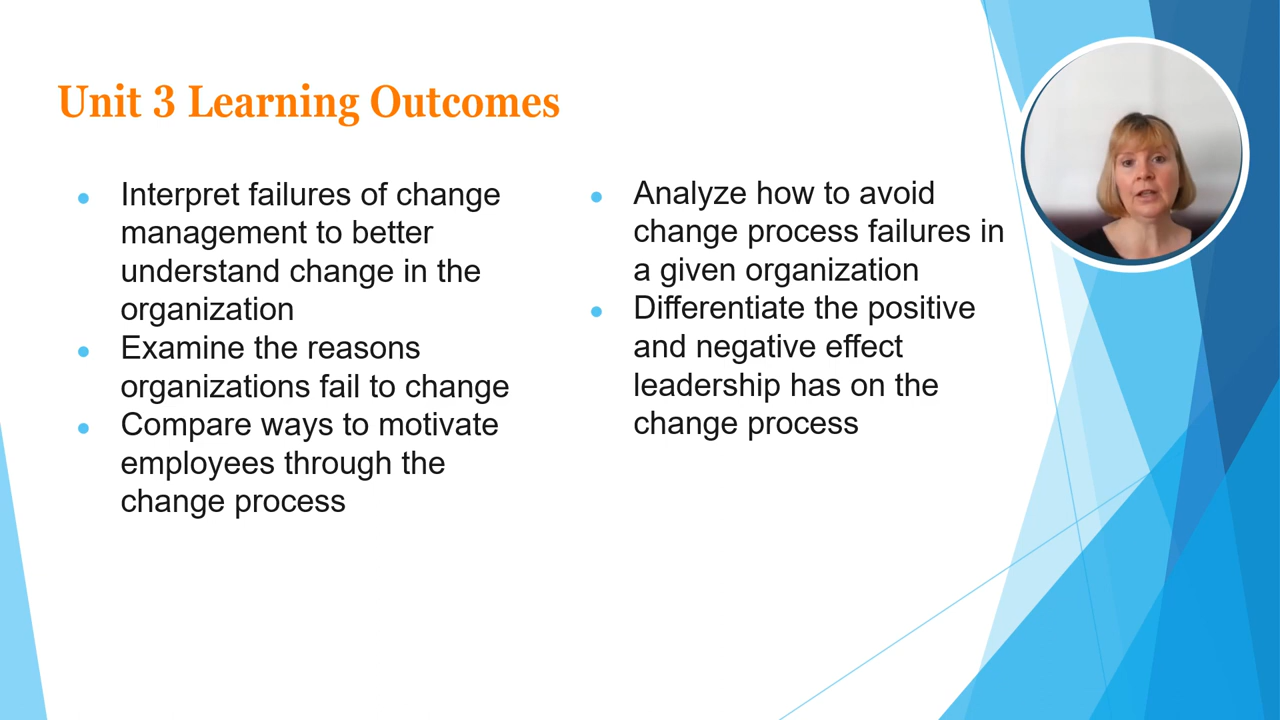 Unit 3 Learning Outcomes
● Interpret failures of change
management to better
understand change in the
organization
● Examine the reasons
organizations fail to change
● Compare ways to motivate
employees through the
change process
● Analyze how to avoid
change process failures in
a given organization
● Differentiate the positive
and negative effect
leadership has on the
change process